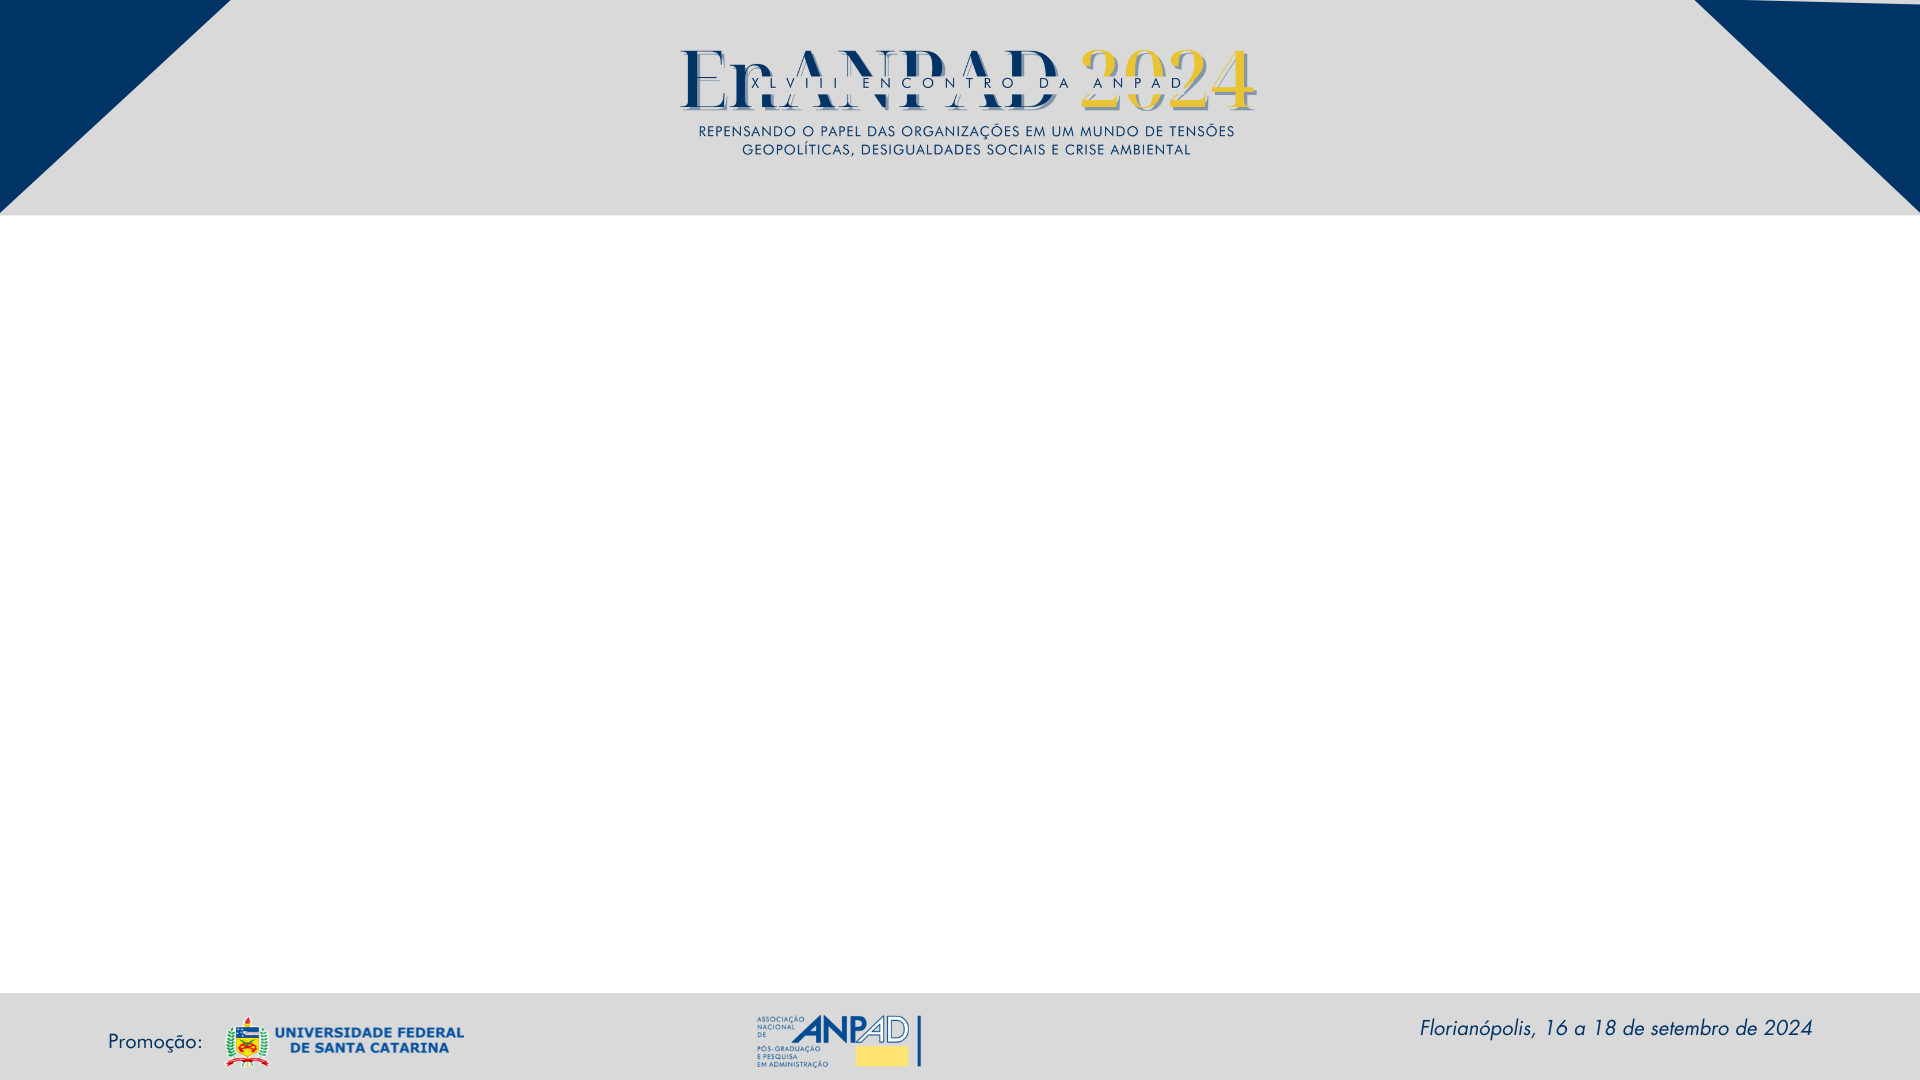 EnANPAD 2024
XLVIII ENCONTRO DA ANPAD
REPENSANDO O PAPEL DAS ORGANIZAÇÕES EM UM MUNDO DE TENSÕES
GEOPOLÍTICAS, DESIGUALDADES SOCIAIS E CRISE AMBIENTAL
Promoção:
UNIVERSIDADE FEDERAL
DE SANTA CATARINA
ASSOCIAÇÃO
NACIONAL
DE
PÓS-GRADUAÇÃO
E PESQUISA
EM ADMINISTRAÇÃO
ANPAD
Florianópolis, 16 a 18 de setembro de 2024